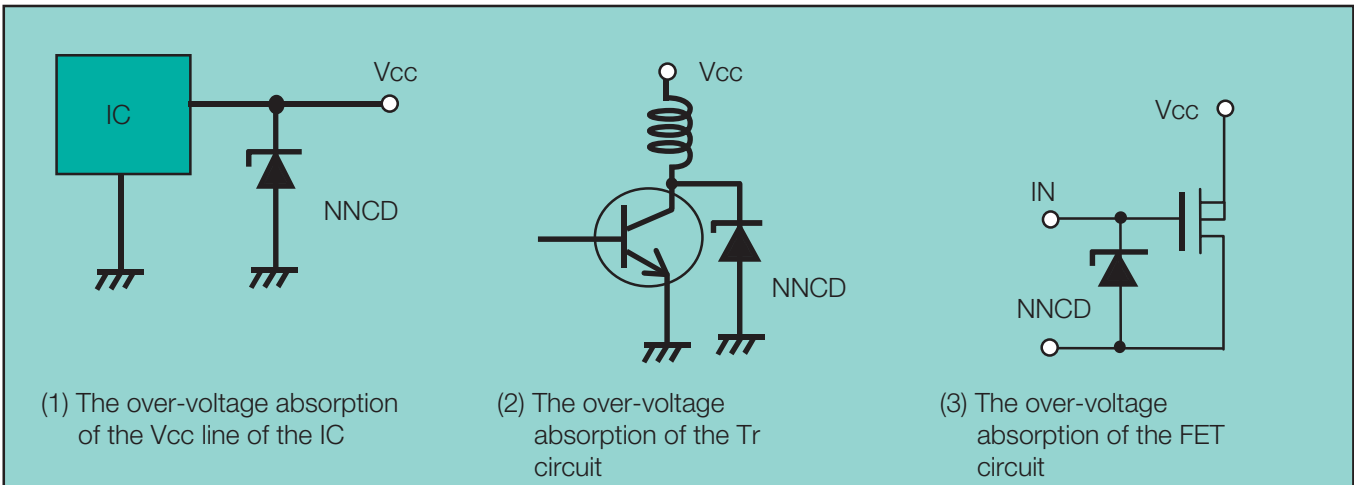 IC
Vcc
NNCD
(1) The over-voltage absorption
of the Vcc line of the IC
Vcc
NNCD
(2) The over-voltage
absorption of the Tr
circuit
Vcc
IN
NNCD
(3) The over-voltage
absorption of the FET
circuit